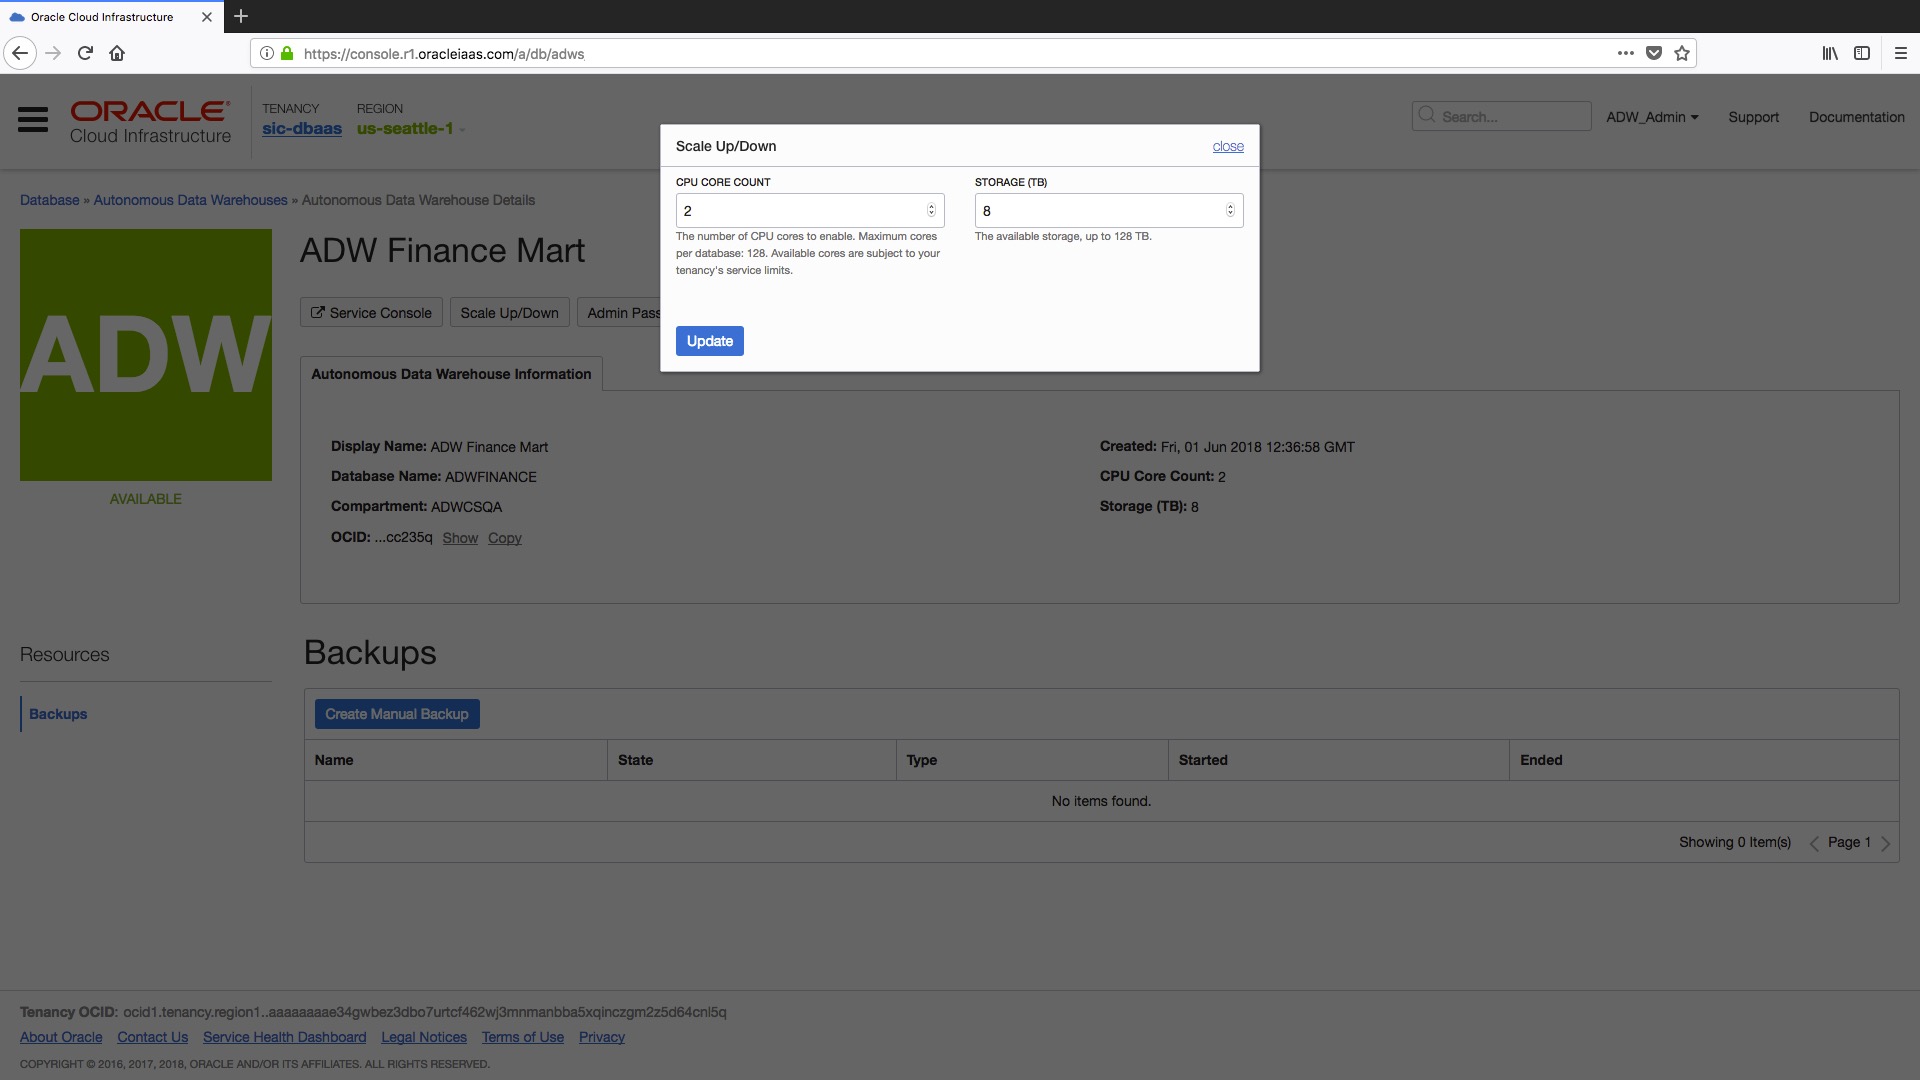 Oracle Cloud Infrastructure
https://console.r1.oracleiaas.com/a/db/adws
ORACLE
Cloud Infrastructure
TENANCY
sic-dbaas
REGION
us-seattle-1
Search...
ADW_Admin
Support
Documentation
Scale Up/Down
close
CPU CORE COUNT
2
The number of CPU cores to enable. Maximum cores
per database: 128. Available cores are subject to your
tenancy's service limits.
STORAGE (TB)
8
The available storage, up to 128 TB.
Update
Database » Autonomous Data Warehouses » Autonomous Data Warehouse Details
ADW
AVAILABLE
ADW Finance Mart
Service Console
Scale Up/Down
Admin Pass
Autonomous Data Warehouse Information
Display Name: ADW Finance Mart
Database Name: ADWFINANCE
Compartment: ADWCSQA
OCID: ...cc235q Show Copy
Created: Fri, 01 Jun 2018 12:36:58 GMT
CPU Core Count: 2
Storage (TB): 8
Resources
Backups
Backups
Create Manual Backup
Name State Type Started Ended
No items found.
Showing 0 Item(s) Page 1
Tenancy OCID: ocid1.tenancy.region1..aaaaaaaae34gwbez3dbo7urtcf462wj3mnmanbba5xqinczgm2z5d64cnl5q
About Oracle Contact Us Service Health Dashboard Legal Notices Terms of Use Privacy
COPYRIGHT © 2016, 2017, 2018, ORACLE AND/OR ITS AFFILIATES. ALL RIGHTS RESERVED.